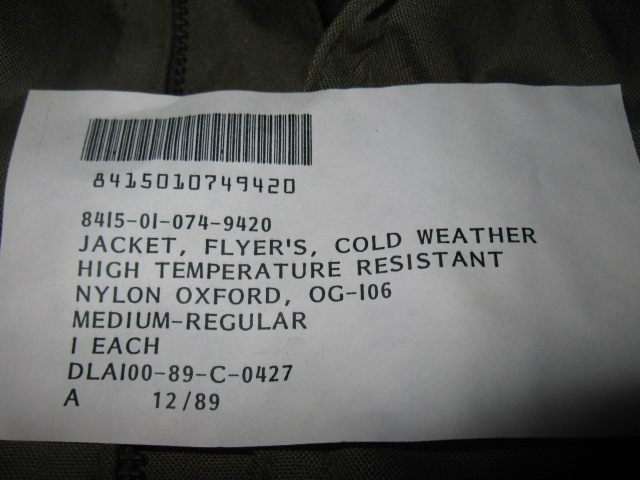 8415010749420
8415-01-074-9420
JACKET, FLYER'S, COLD WEATHER
HIGH TEMPERATURE RESISTANT
NYLON OXFORD, OG-106
MEDIUM-REGULAR
1 EACH
DLA100-89-C-0427
A 12/89